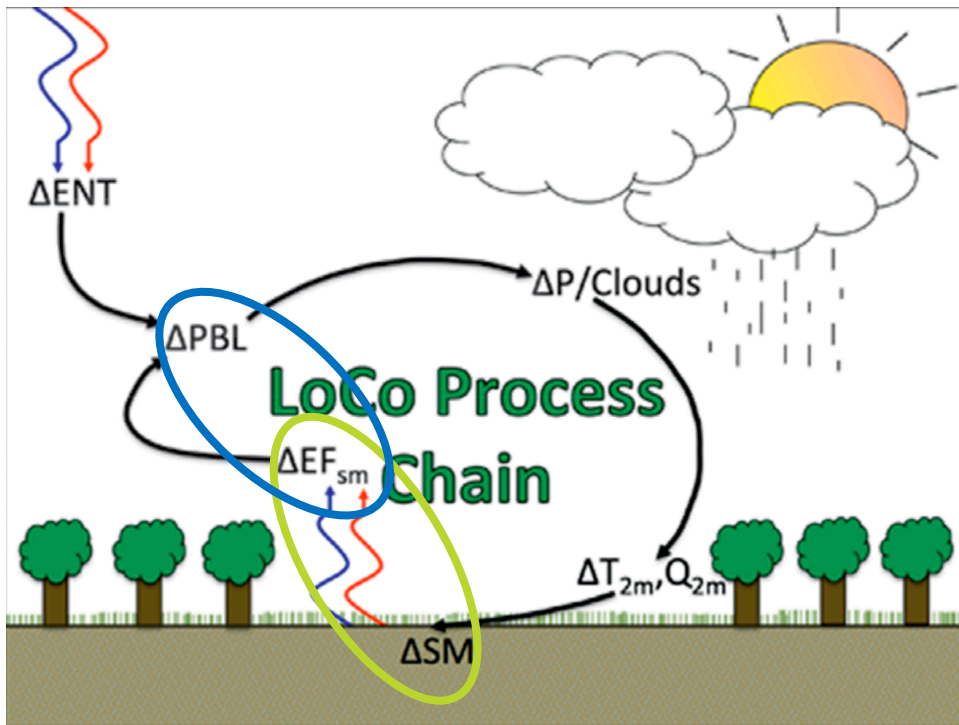 ΔENT
ΔP/Clouds
ΔPBL
LoCo Process
Chain
ΔEFsm
ΔT2m,Q2m
ΔSM